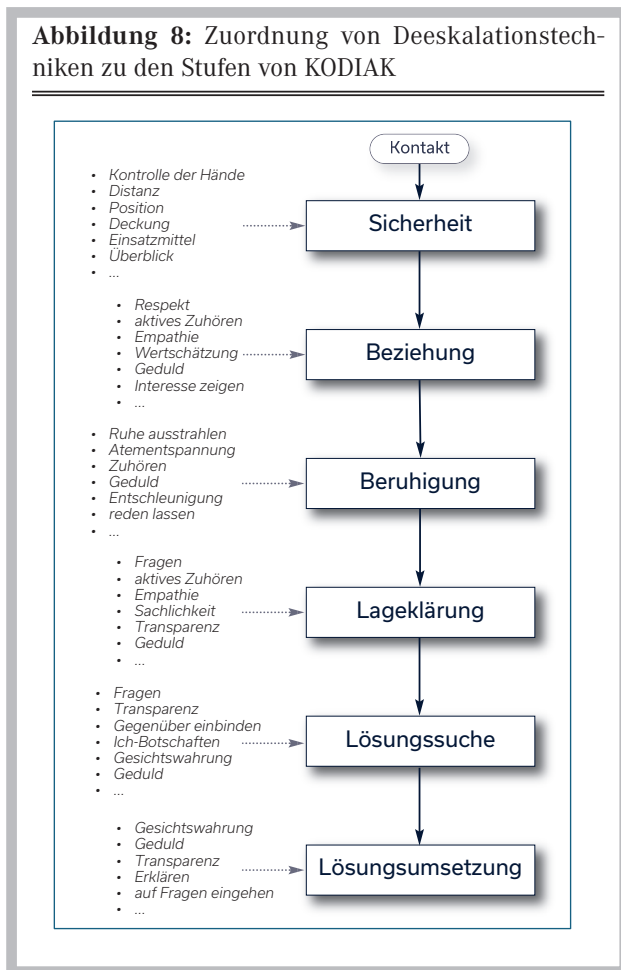 Abbildung 8: Zuordnung von Deeskalationstech-
niken zu den Stufen von KODIAK
Kontakt
• Kontrolle der Hände
• Distanz
• Position
• Deckung
• Einsatzmittel
• Überblick
• ...
Sicherheit
• Respekt
• aktives Zuhören
• Empathie
• Wertschätzung
• Geduld
• Interesse zeigen
• ...
Beziehung
• Ruhe ausstrahlen
• Atementspannung
• Zuhören
• Geduld
• Entschleunigung
• reden lassen
• ...
Beruhigung
• Fragen
• aktives Zuhören
• Empathie
• Sachlichkeit
• Transparenz
• Geduld
• ...
Lageklärung
• Fragen
• Transparenz
• Gegenüber einbinden
• Ich-Botschaften
• Gesichtswahrung
• Geduld
• ...
Lösungssuche
• Gesichtswahrung
• Geduld
• Transparenz
• Erklären
• auf Fragen eingehen
• ...
Lösungsumsetzung